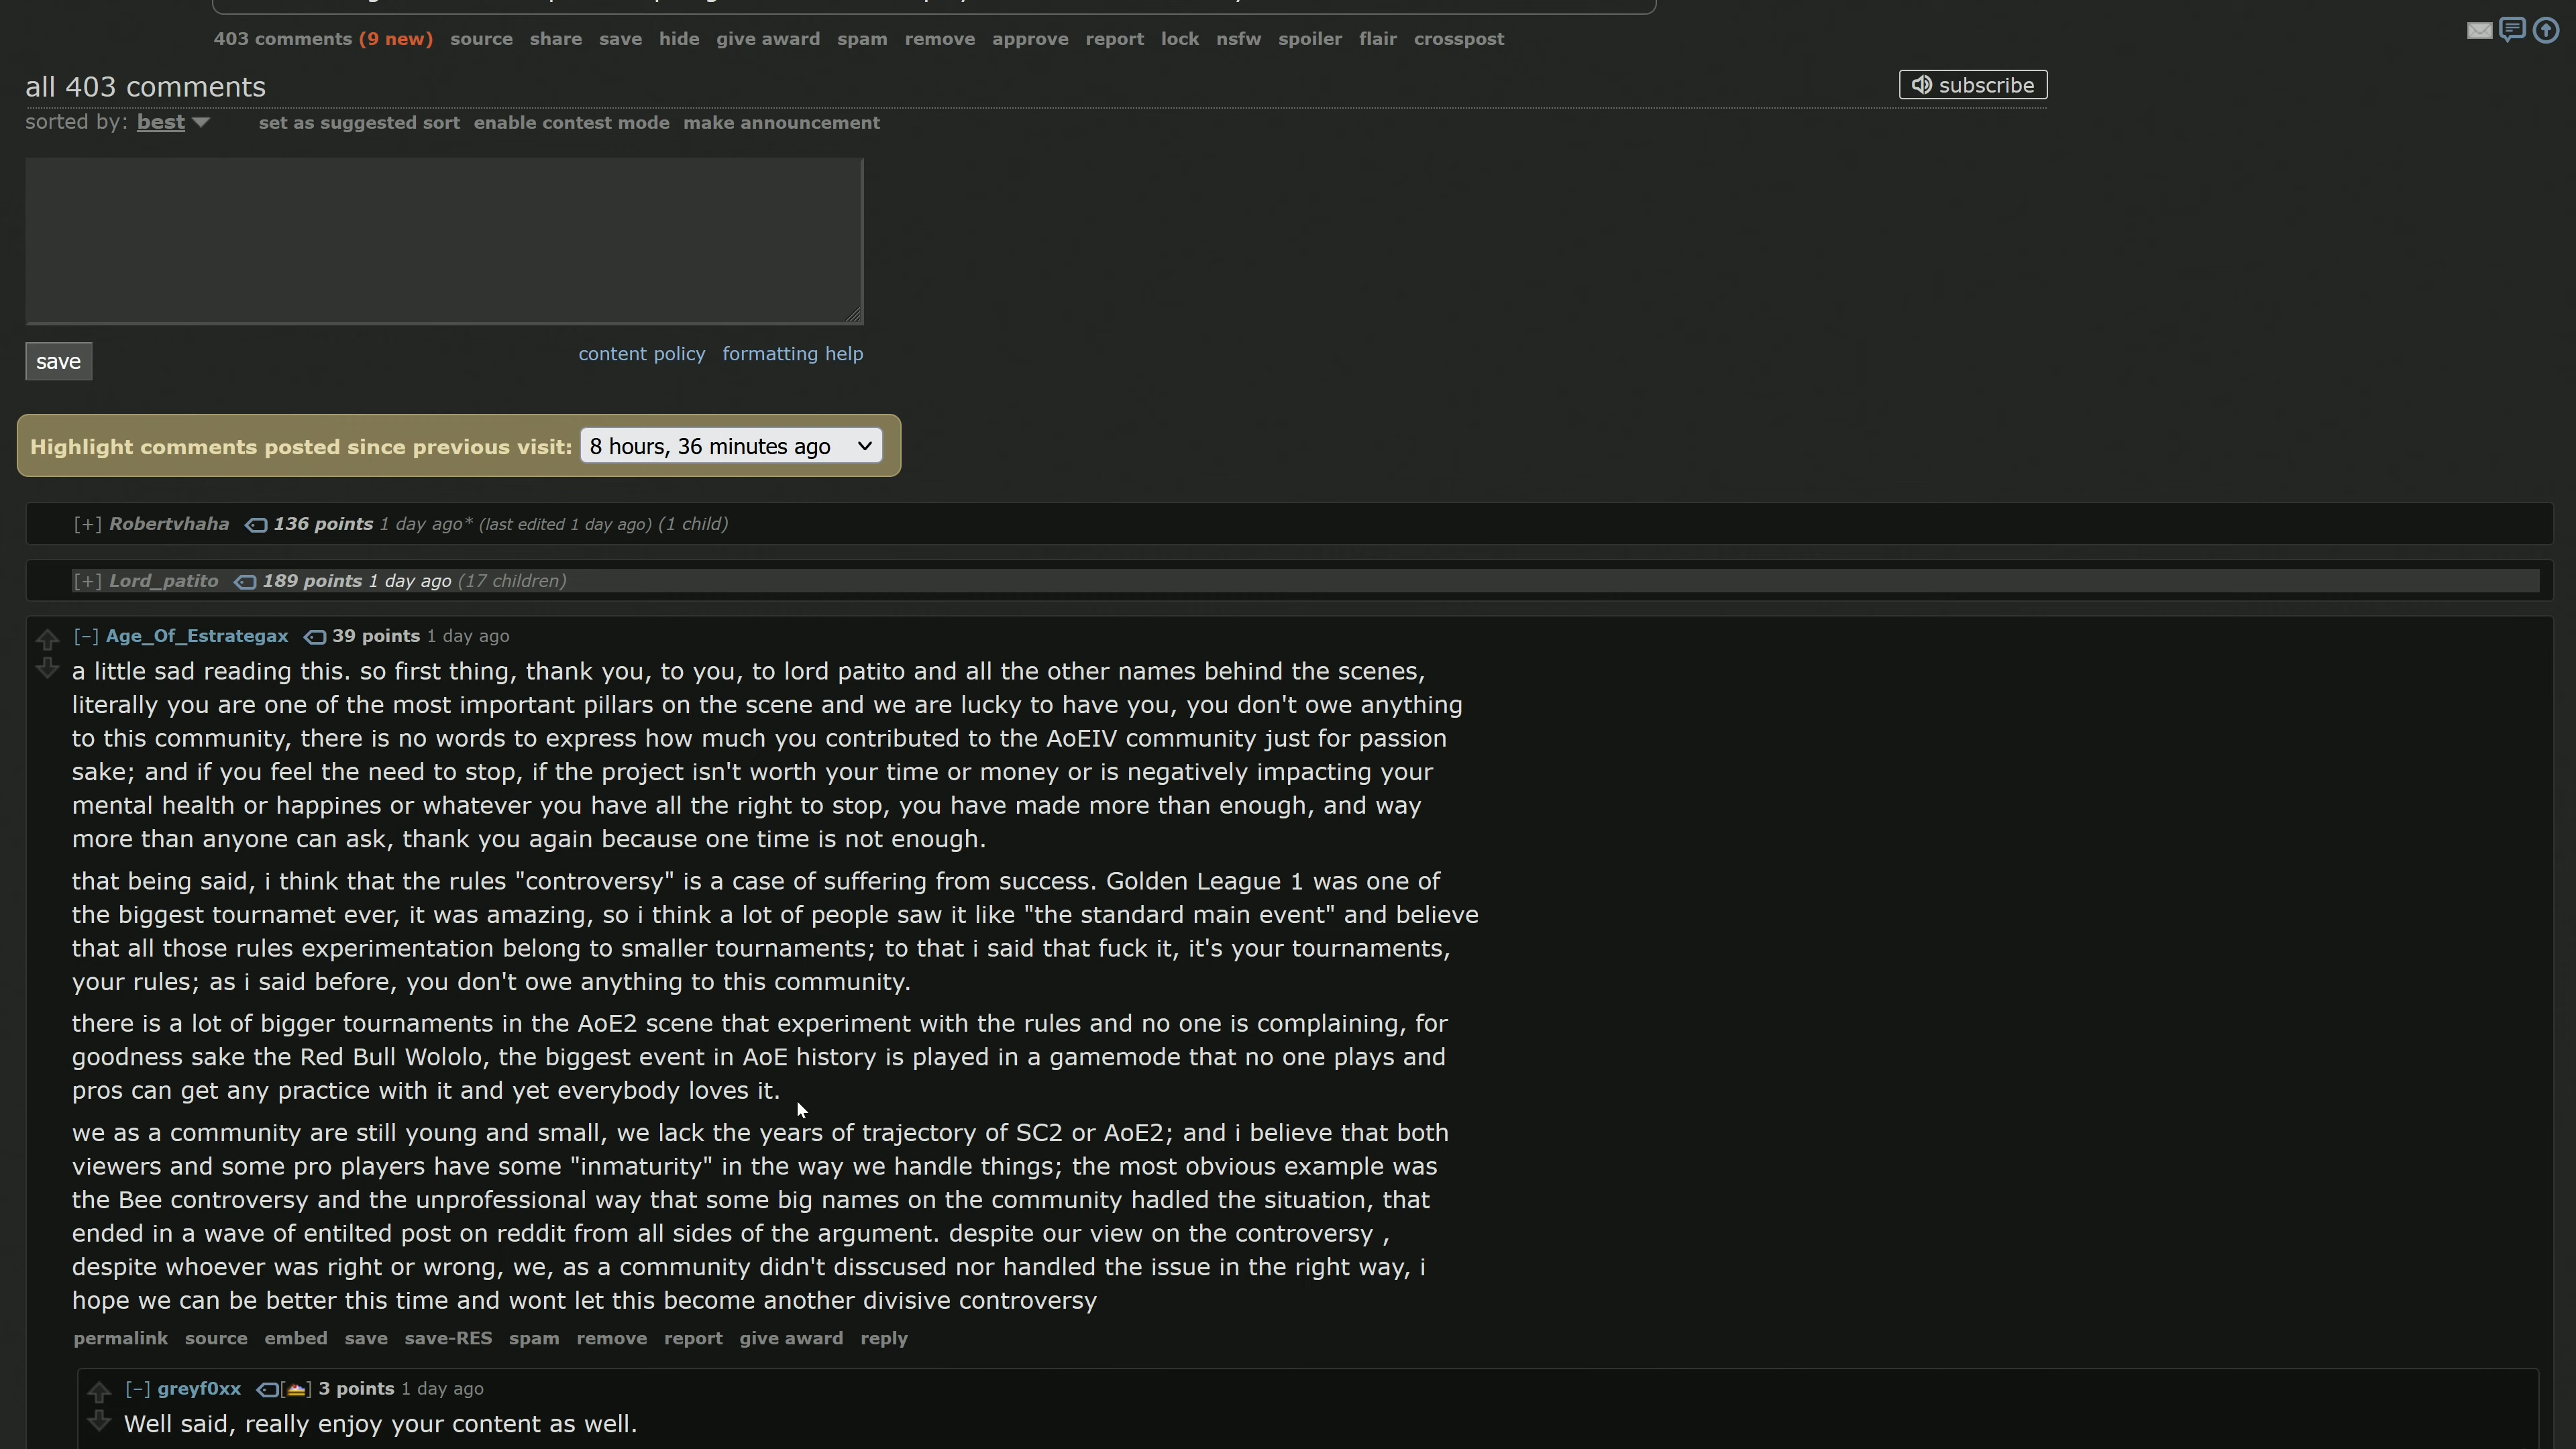 403 comments (9 new) source share save hide give award spam remove approve report lock nsfw spoiler flair crosspost
all 403 comments
subscribe
sorted by: best
set as suggested sort enable contest mode make announcement
save
content policy formatting help
Highlight comments posted since previous visit: 8 hours, 36 minutes ago
[+] Robertvhaha 136 points 1 day ago* (last edited 1 day ago) (1 child)
[+] Lord_patito 189 points 1 day ago (17 children)
[-] Age_Of_Estrategax 39 points 1 day ago
a little sad reading this. so first thing, thank you, to you, to lord patito and all the other names behind the scenes,
literally you are one of the most important pillars on the scene and we are lucky to have you, you don't owe anything
to this community, there is no words to express how much you contributed to the AoEIV community just for passion
sake; and if you feel the need to stop, if the project isn't worth your time or money or is negatively impacting your
mental health or happines or whatever you have all the right to stop, you have made more than enough, and way
more than anyone can ask, thank you again because one time is not enough.
that being said, i think that the rules "controversy" is a case of suffering from success. Golden League 1 was one of
the biggest tournamet ever, it was amazing, so i think a lot of people saw it like "the standard main event" and believe
that all those rules experimentation belong to smaller tournaments; to that i said that fuck it, it's your tournaments,
your rules; as i said before, you don't owe anything to this community.
there is a lot of bigger tournaments in the AoE2 scene that experiment with the rules and no one is complaining, for
goodness sake the Red Bull Wololo, the biggest event in AoE history is played in a gamemode that no one plays and
pros can get any practice with it and yet everybody loves it.
we as a community are still young and small, we lack the years of trajectory of SC2 or AoE2; and i believe that both
viewers and some pro players have some "inmaturity" in the way we handle things; the most obvious example was
the Bee controversy and the unprofessional way that some big names on the community hadled the situation, that
ended in a wave of entilted post on reddit from all sides of the argument. despite our view on the controversy ,
despite whoever was right or wrong, we, as a community didn't disscused nor handled the issue in the right way, i
hope we can be better this time and wont let this become another divisive controversy
permalink source embed save save-RES spam remove report give award reply
[-] greyf0xx [] 3 points 1 day ago
Well said, really enjoy your content as well.